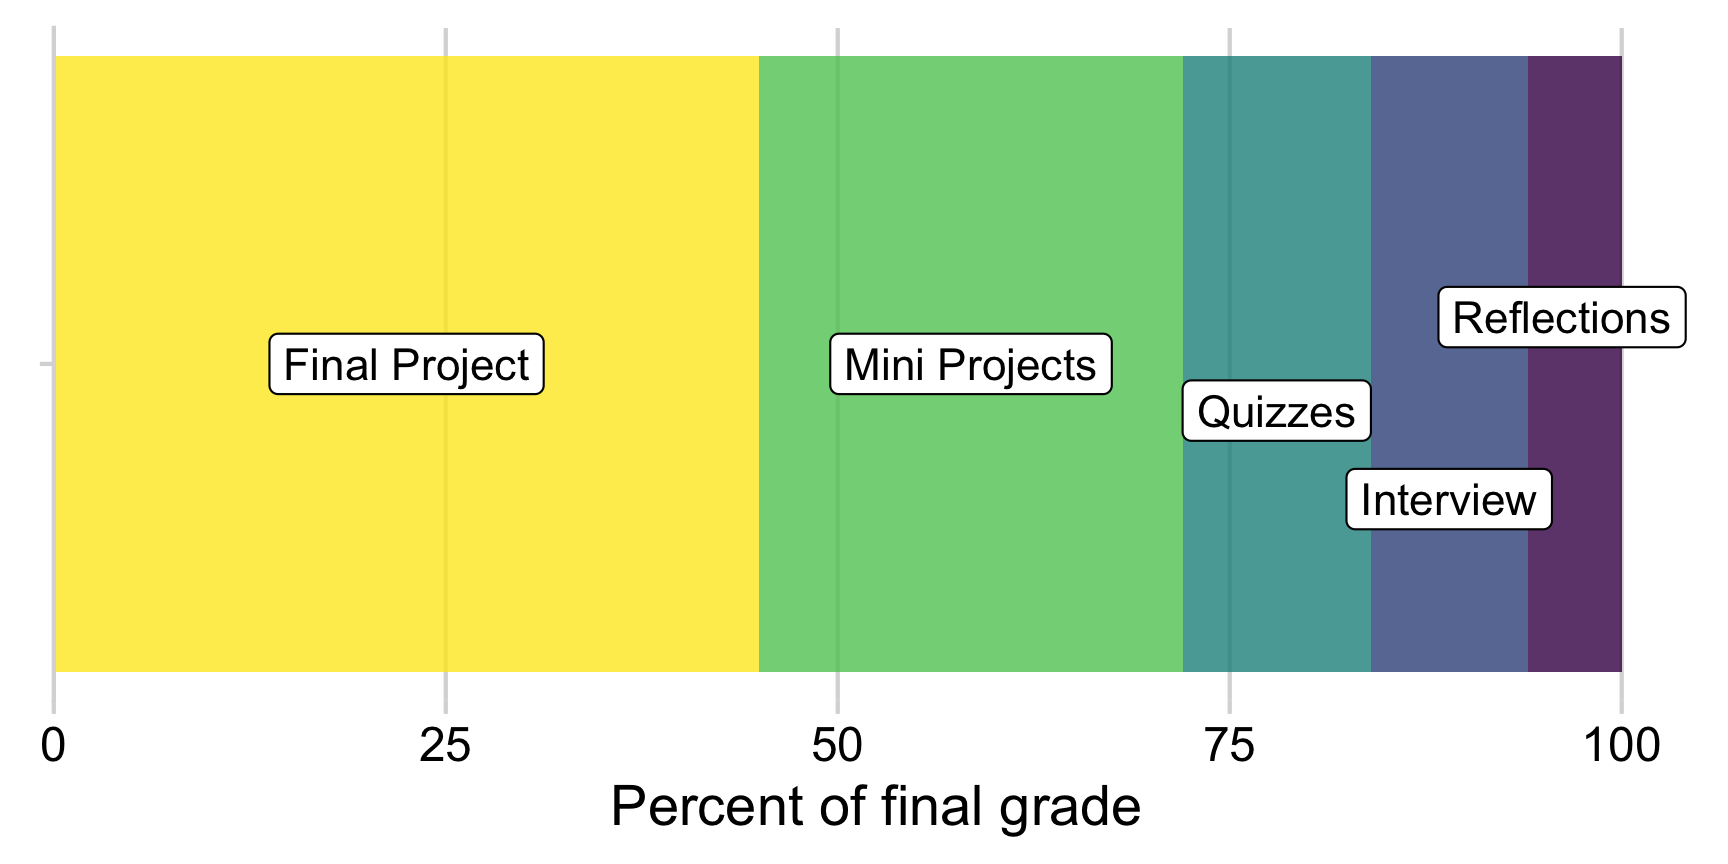 Reflections
Final Project
Mini Projects
Quizzes
Interview
0 25 50 75 100
Percent of final grade